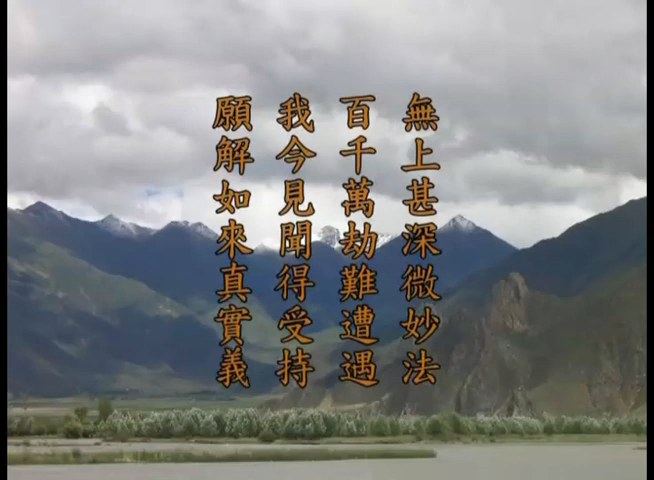 無上甚深微妙法
百千萬劫難遭遇
我今見聞得受持
願解如來真實義